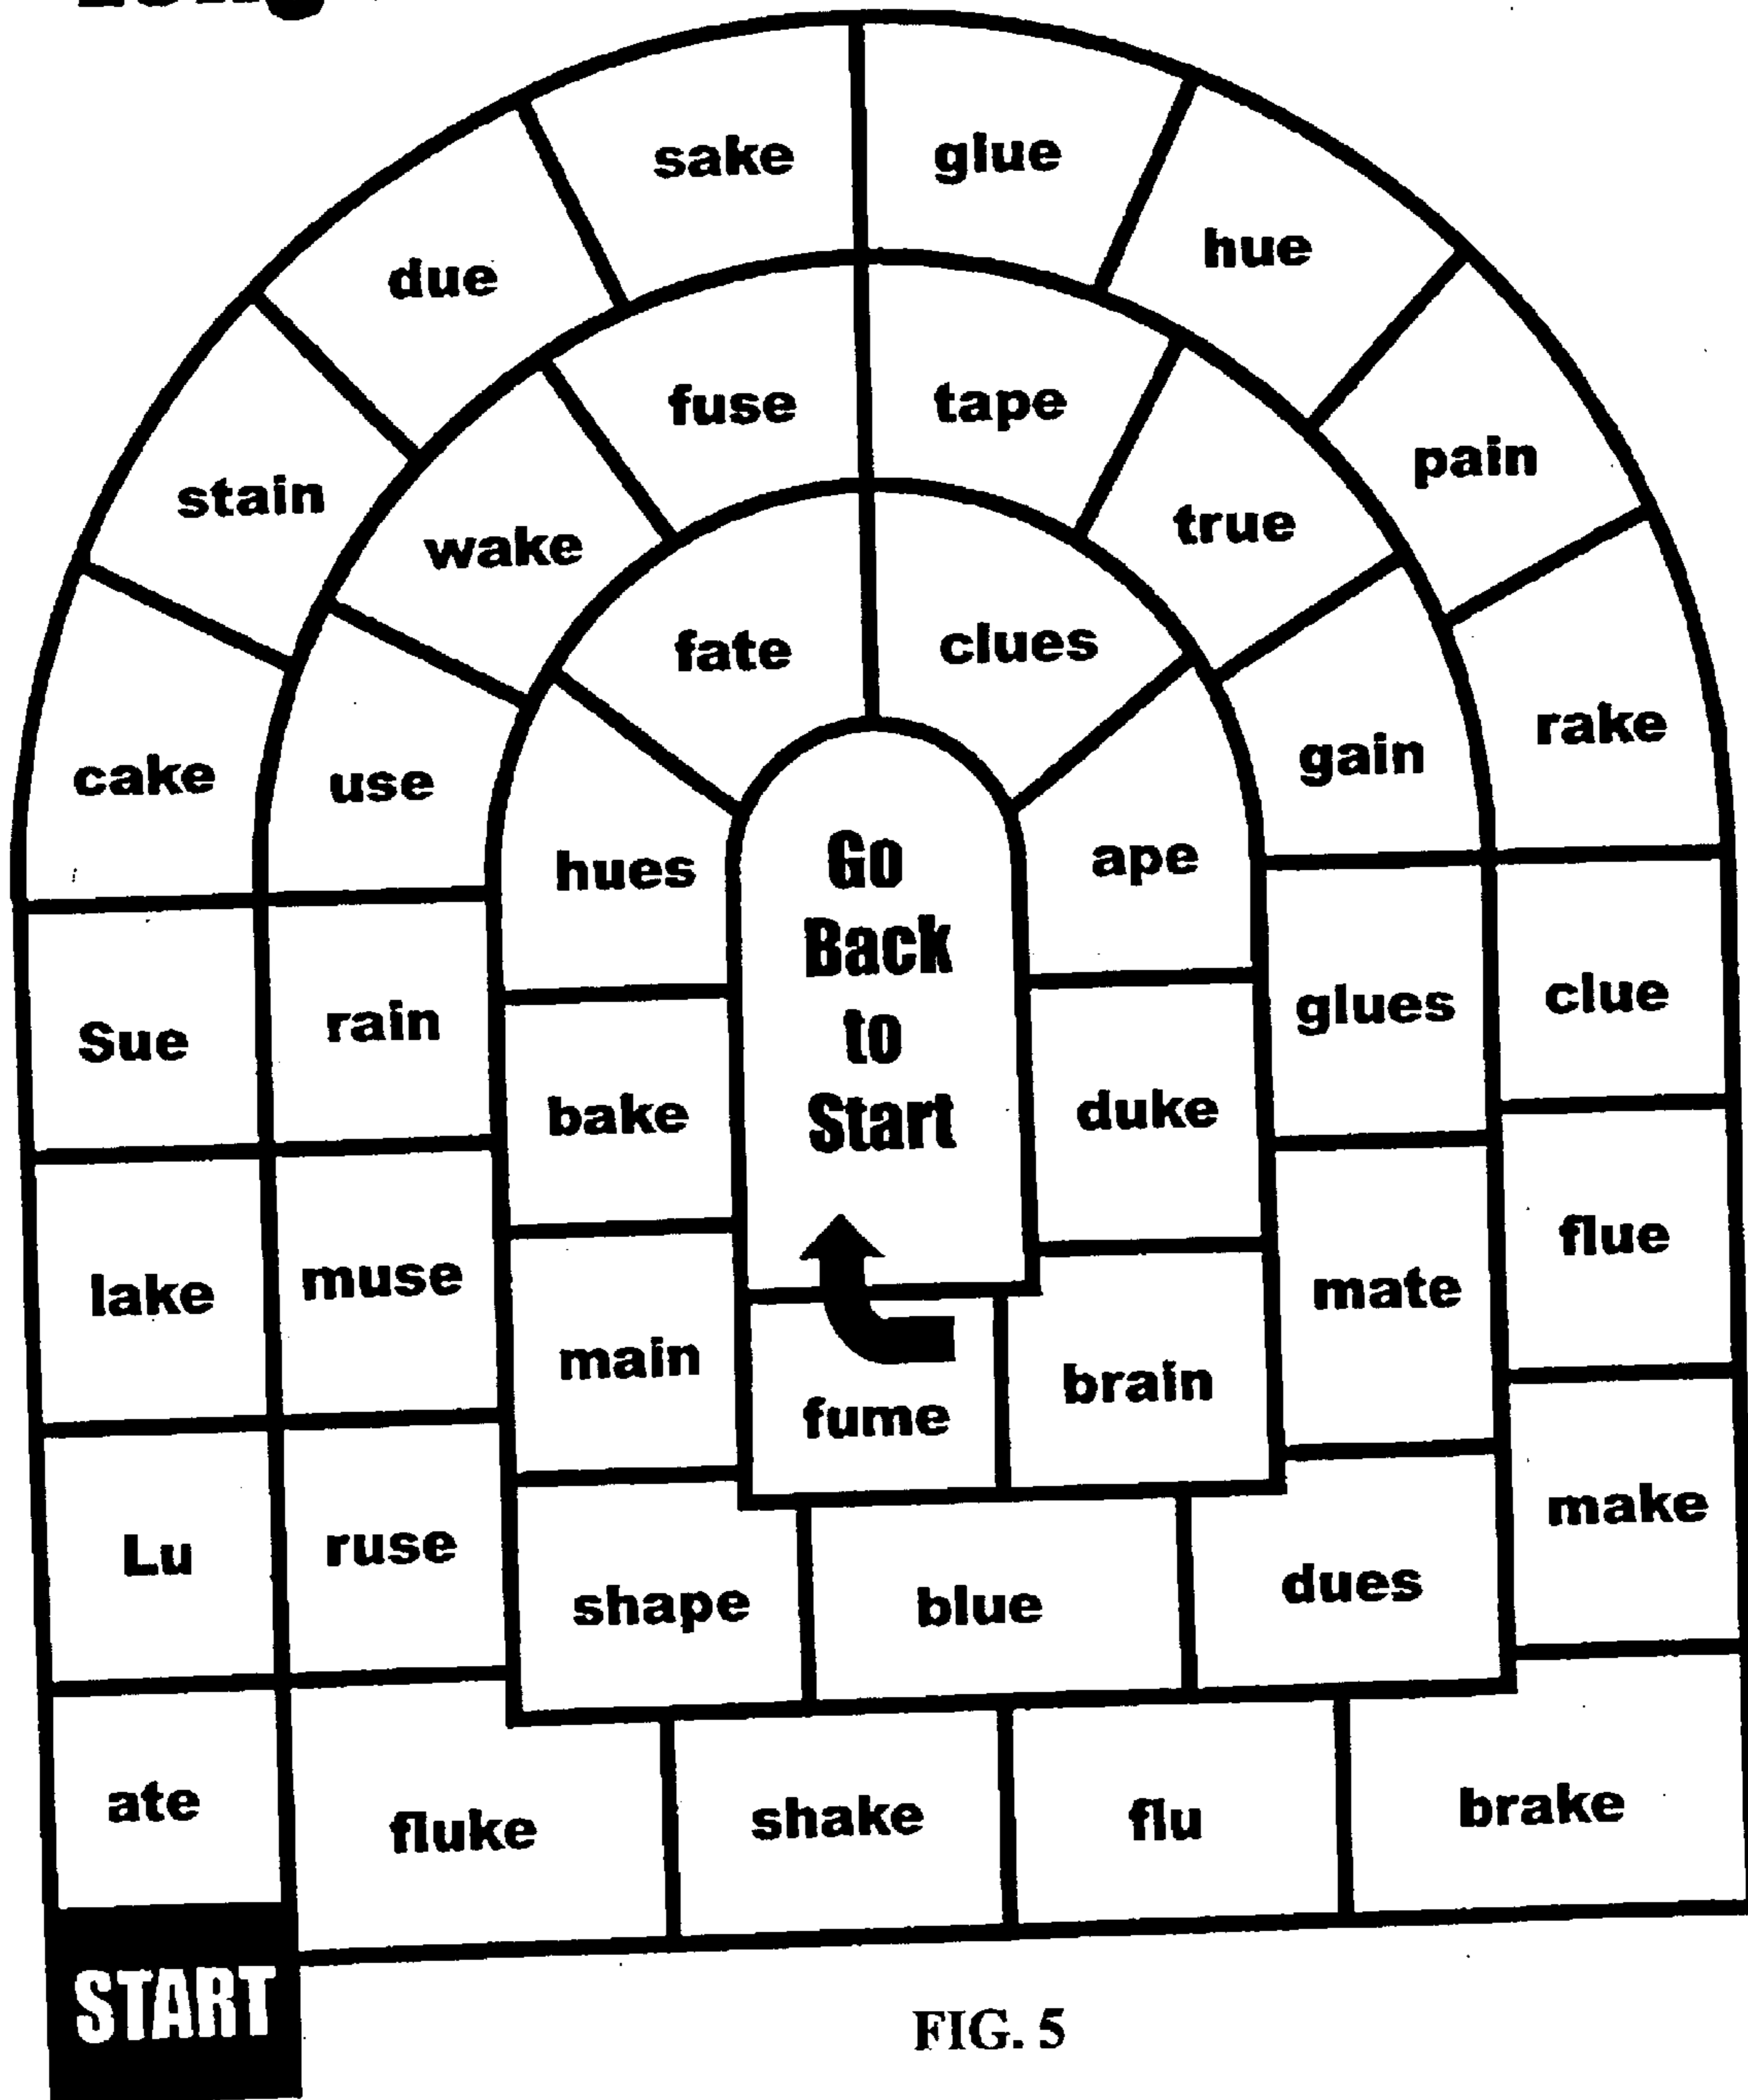 sake
glue
due
hue
fuse
tape
pain
stain
wake
true
fate
clues
rake
cake
use
gain
hues
ape
Go
Back
to
Start
Sue
rain
glues
clue
bake
duke
lake
muse
mate
flue
main
fume
brain
Lu
ruse
make
shape
blue
dues
ate
fluke
shake
flu
brake
START
FIG. 5